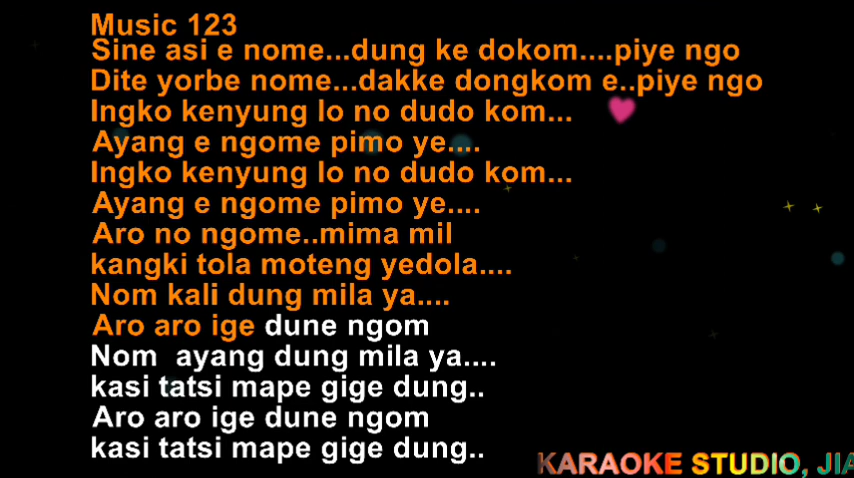 Music 123
Sine asi e nome...dung ke dokom....piye ngo
Dite yorbe nome...dakke dongkom e..piye ngo
Ingko kenyung lo no dudo kom...
Ayang e ngome pimo ye....
Ingko kenyung lo no dudo kom...
Ayang e ngome pimo ye....
Aro no ngome..mima mil
kangki tola moteng yedola....
Nom kali dung mila ya....
Aro aro ige dune ngom
Nom ayang dung mila ya....
kasi tatsi mape gige dung..
Aro aro ige dune ngom
kasi tatsi mape gige dung..
KARAOKE STUDIO, JIA